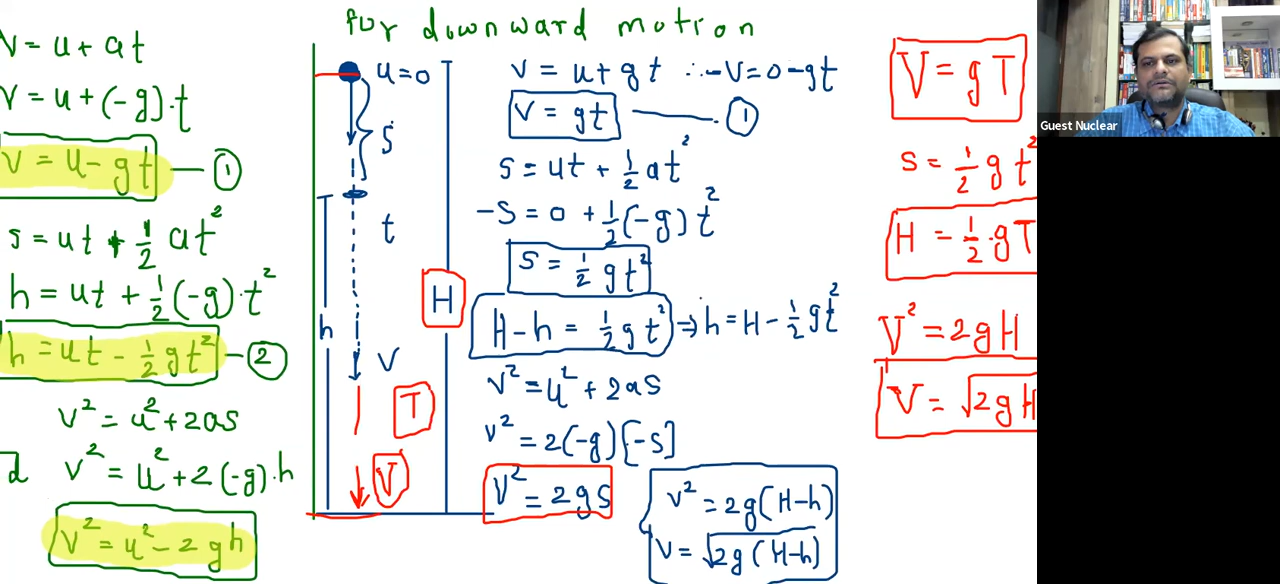 for downward motion
V = u + at
V = u + (-g).t
V = u - gt — ①
s = ut + 1/2 at²
h = ut + 1/2 (-g).t²
h = ut - 1/2 gt² — ②
v² = u² + 2as
v² = u² + 2(-g).h
v² = u² - 2gh
u = 0
s
t
h
H
v
T
V
V = u + gt ∴ -V = 0 - gt
V = gt — ①
s = ut + 1/2 at²
-s = 0 + 1/2 (-g) t²
s = 1/2 gt²
H - h = 1/2 gt² ⇒ h = H - 1/2 gt²
v² = u² + 2as
v² = 2(-g)[-s]
v² = 2gs
v² = 2g(H-h)
v = √2g(H-h)
V = gT
s = 1/2 gt²
H = 1/2 .gT
V² = 2gH
V = √2gH
Guest Nuclear